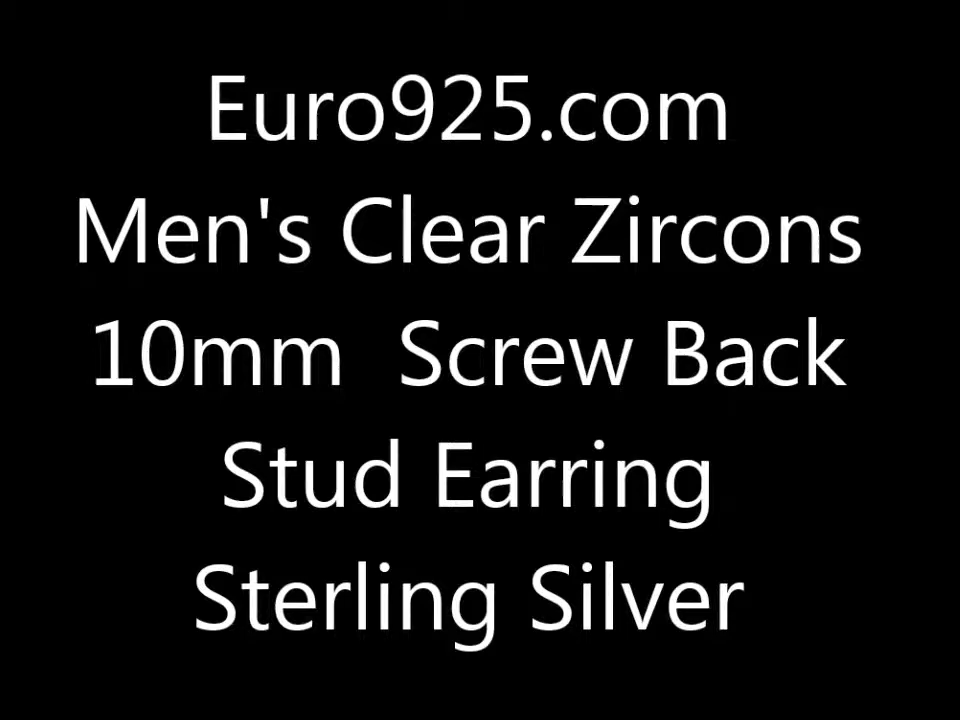 Euro925.com
Men's Clear Zircons
10mm  Screw Back
Stud Earring
Sterling Silver